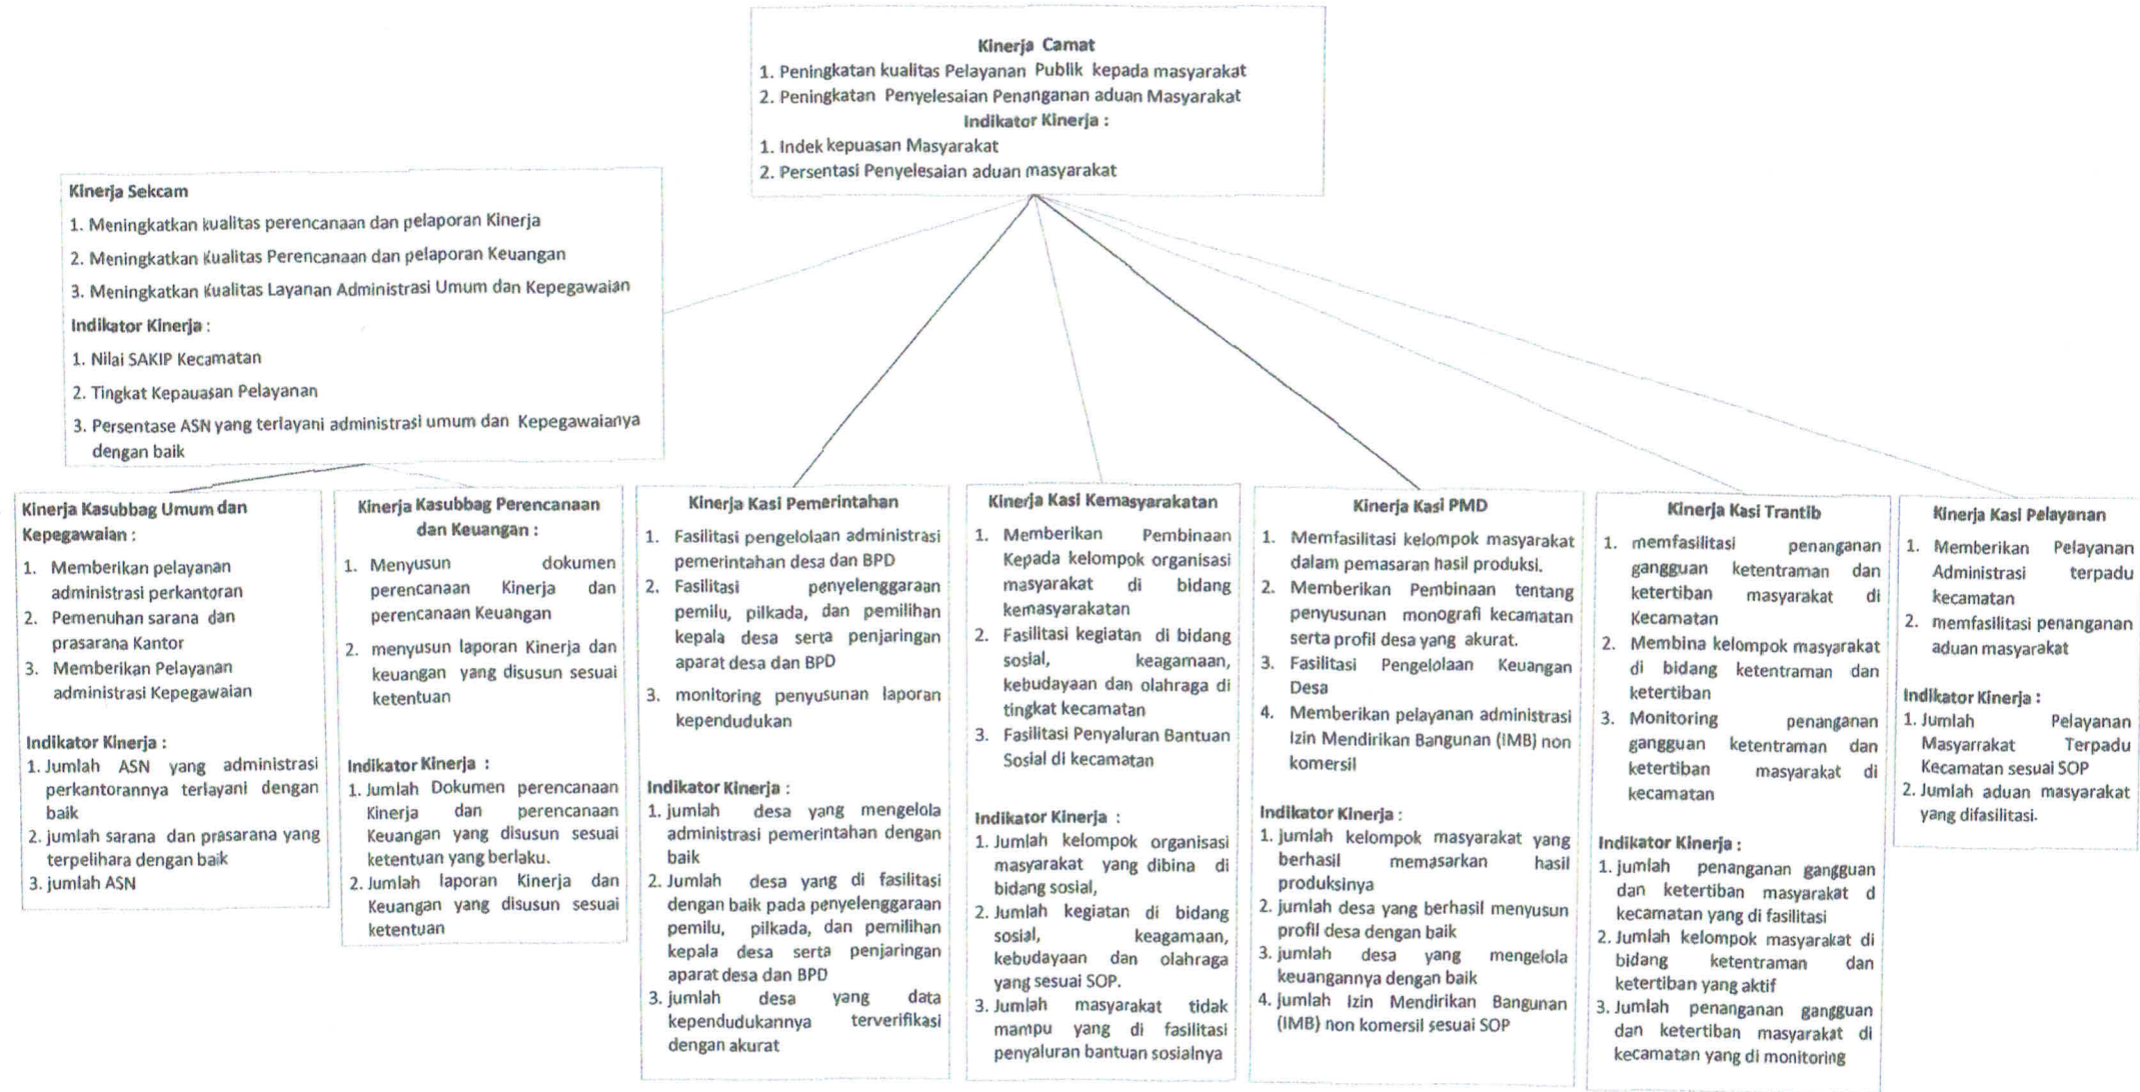 Kinerja Camat
1. Peningkatan kualitas Pelayanan Publik kepada masyarakat
2. Peningkatan Penyelesaian Penanganan aduan Masyarakat
Indikator Kinerja :
1. Indek kepuasan Masyarakat
2. Persentasi Penyelesaian aduan masyarakat
Kinerja Sekcam
1. Meningkatkan kualitas perencanaan dan pelaporan Kinerja
2. Meningkatkan Kualitas Perencanaan dan pelaporan Keuangan
3. Meningkatkan Kualitas Layanan Administrasi Umum dan Kepegawaian
Indikator Kinerja :
1. Nilai SAKIP Kecamatan
2. Tingkat Kepauasan Pelayanan
3. Persentase ASN yang terlayani administrasi umum dan Kepegawaianya
dengan baik
Kinerja Kasubbag Umum dan
Kepegawaian :
1. Memberikan pelayanan
administrasi perkantoran
2. Pemenuhan sarana dan
prasarana Kantor
3. Memberikan Pelayanan
administrasi Kepegawaian
Indikator Kinerja :
1. Jumlah ASN yang administrasi
perkantorannya terlayani dengan
baik
2. jumlah sarana dan prasarana yang
terpelihara dengan baik
3. jumlah ASN
Kinerja Kasubbag Perencanaan
dan Keuangan :
1. Menyusun dokumen
perencanaan Kinerja dan
perencanaan Keuangan
2. menyusun laporan Kinerja dan
keuangan yang disusun sesuai
ketentuan
Indikator Kinerja :
1. Jumlah Dokumen perencanaan
Kinerja dan perencanaan
Keuangan yang disusun sesuai
ketentuan yang berlaku.
2. Jumlah laporan Kinerja dan
Keuangan yang disusun sesuai
ketentuan
Kinerja Kasi Pemerintahan
1. Fasilitasi pengelolaan administrasi
pemerintahan desa dan BPD
2. Fasilitasi penyelenggaraan
pemilu, pilkada, dan pemilihan
kepala desa serta penjaringan
aparat desa dan BPD
3. monitoring penyusunan laporan
kependudukan
Indikator Kinerja :
1. jumlah desa yang mengelola
administrasi pemerintahan dengan
baik
2. Jumlah desa yang di fasilitasi
dengan baik pada penyelenggaraan
pemilu, pilkada, dan pemilihan
kepala desa serta penjaringan
aparat desa dan BPD
3. jumlah desa yang data
kependudukannya terverifikasi
dengan akurat
Kinerja Kasi Kemasyarakatan
1. Memberikan Pembinaan
Kepada kelompok organisasi
masyarakat di bidang
kemasyarakatan
2. Fasilitasi kegiatan di bidang
sosial, keagamaan,
kebudayaan dan olahraga di
tingkat kecamatan
3. Fasilitasi Penyaluran Bantuan
Sosial di kecamatan
Indikator Kinerja :
1. Jumlah kelompok organisasi
masyarakat yang dibina di
bidang sosial,
2. Jumlah kegiatan di bidang
sosial, keagamaan,
kebudayaan dan olahraga
yang sesuai SOP.
3. Jumlah masyarakat tidak
mampu yang di fasilitasi
penyaluran bantuan sosialnya
Kinerja Kasi PMD
1. Memfasilitasi kelompok masyarakat
dalam pemasaran hasil produksi.
2. Memberikan Pembinaan tentang
penyusunan monografi kecamatan
serta profil desa yang akurat.
3. Fasilitasi Pengelolaan Keuangan
Desa
4. Memberikan pelayanan administrasi
Izin Mendirikan Bangunan (IMB) non
komersil
Indikator Kinerja :
1. jumlah kelompok masyarakat yang
berhasil memasarkan hasil
produksinya
2. jumlah desa yang berhasil menyusun
profil desa dengan baik
3. jumlah desa yang mengelola
keuangannya dengan baik
4. jumlah Izin Mendirikan Bangunan
(IMB) non komersil sesuai SOP
Kinerja Kasi Trantib
1. memfasilitasi penanganan
gangguan ketentraman dan
ketertiban masyarakat di
Kecamatan
2. Membina kelompok masyarakat
di bidang ketentraman dan
ketertiban
3. Monitoring penanganan
gangguan ketentraman dan
ketertiban masyarakat di
kecamatan
Indikator Kinerja :
1. jumlah penanganan gangguan
dan ketertiban masyarakat d
kecamatan yang di fasilitasi
2. Jumlah kelompok masyarakat di
bidang ketentraman dan
ketertiban yang aktif
3. Jumlah penanganan gangguan
dan ketertiban masyarakat di
kecamatan yang di monitoring
Kinerja Kasi Pelayanan
1. Memberikan Pelayanan
Administrasi terpadu
kecamatan
2. memfasilitasi penanganan
aduan masyarakat
Indikator Kinerja :
1. Jumlah Pelayanan
Masyarrakat Terpadu
Kecamatan sesuai SOP
2. Jumlah aduan masyarakat
yang difasilitasi.